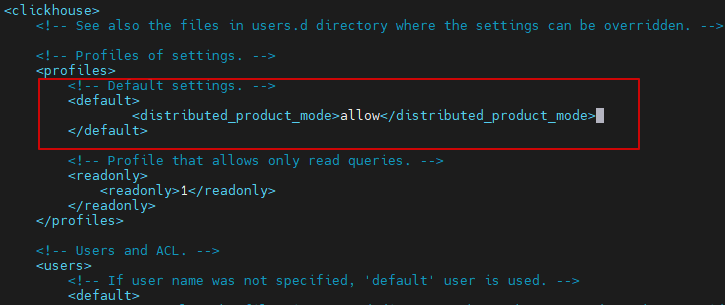 <clickhouse>
<!-- See also the files in users.d directory where the settings can be overridden. -->
<!-- Profiles of settings. -->
<profiles>
<!-- Default settings. -->
<default>
<distributed_product_mode>allow</distributed_product_mode>
</default>
<!-- Profile that allows only read queries. -->
<readonly>
<readonly>1</readonly>
</readonly>
</profiles>
<!-- Users and ACL. -->
<users>
<!-- If user name was not specified, 'default' user is used. -->
<default>